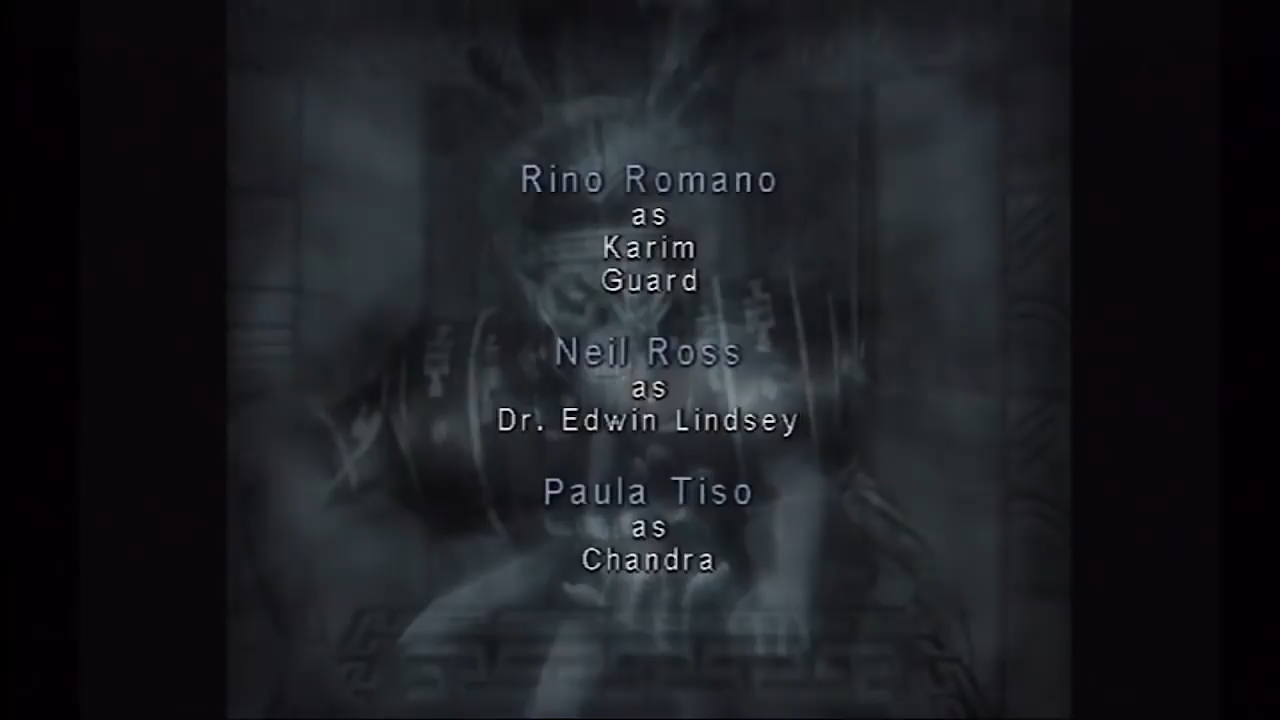 Rino Romano
as
Karim
Guard
Neil Ross
as
Dr. Edwin Lindsey
Paula Tiso
as
Chandra